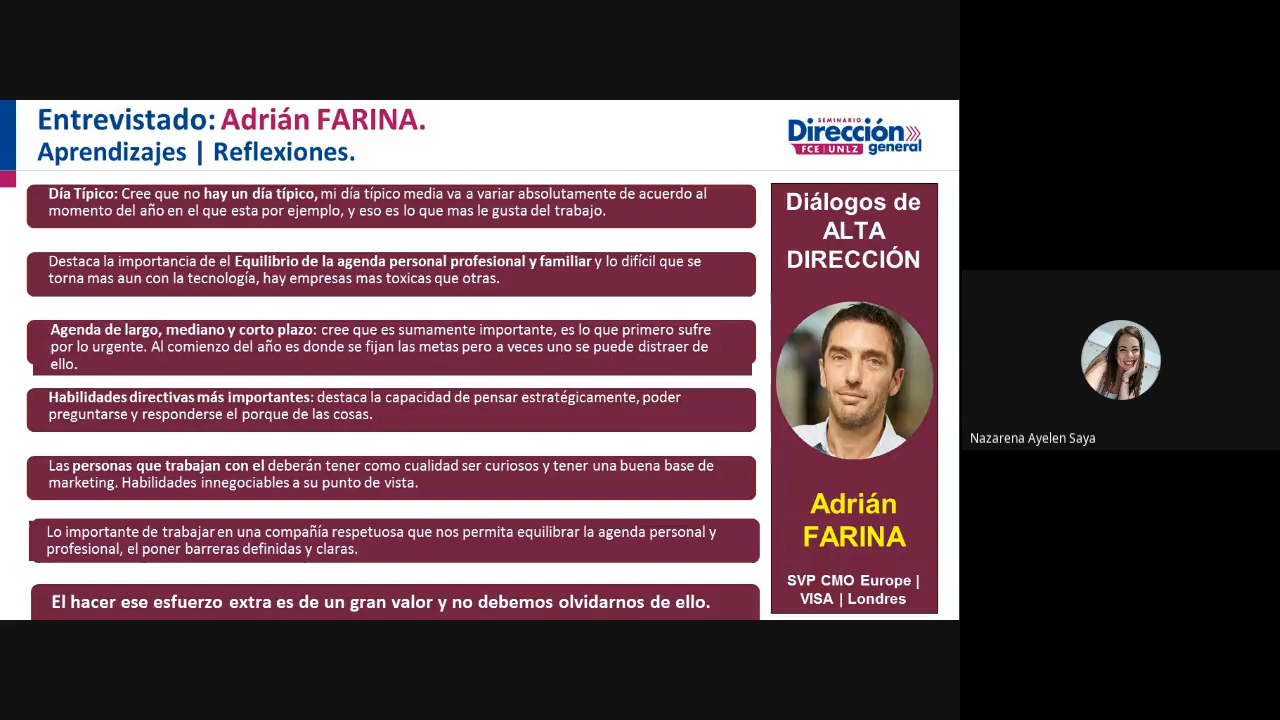 Entrevistado: Adrián FARINA.
Aprendizajes | Reflexiones.
SEMINARIO
Dirección
FCE | UNLZ general
Día Típico: Cree que no hay un día típico, mi día típico media va a variar absolutamente de acuerdo al
momento del año en el que esta por ejemplo, y eso es lo que mas le gusta del trabajo.
Destaca la importancia de el Equilibrio de la agenda personal profesional y familiar y lo difícil que se
torna mas aun con la tecnología, hay empresas mas toxicas que otras.
Agenda de largo, mediano y corto plazo: cree que es sumamente importante, es lo que primero sufre
por lo urgente. Al comienzo del año es donde se fijan las metas pero a veces uno se puede distraer de
ello.
Habilidades directivas más importantes: destaca la capacidad de pensar estratégicamente, poder
preguntarse y responderse el porque de las cosas.
Las personas que trabajan con el deberán tener como cualidad ser curiosos y tener una buena base de
marketing. Habilidades innegociables a su punto de vista.
Lo importante de trabajar en una compañía respetuosa que nos permita equilibrar la agenda personal y
profesional, el poner barreras definidas y claras.
El hacer ese esfuerzo extra es de un gran valor y no debemos olvidarnos de ello.
Diálogos de
ALTA
DIRECCIÓN
Adrián
FARINA
SVP CMO Europe |
VISA | Londres
Nazarena Ayelen Saya